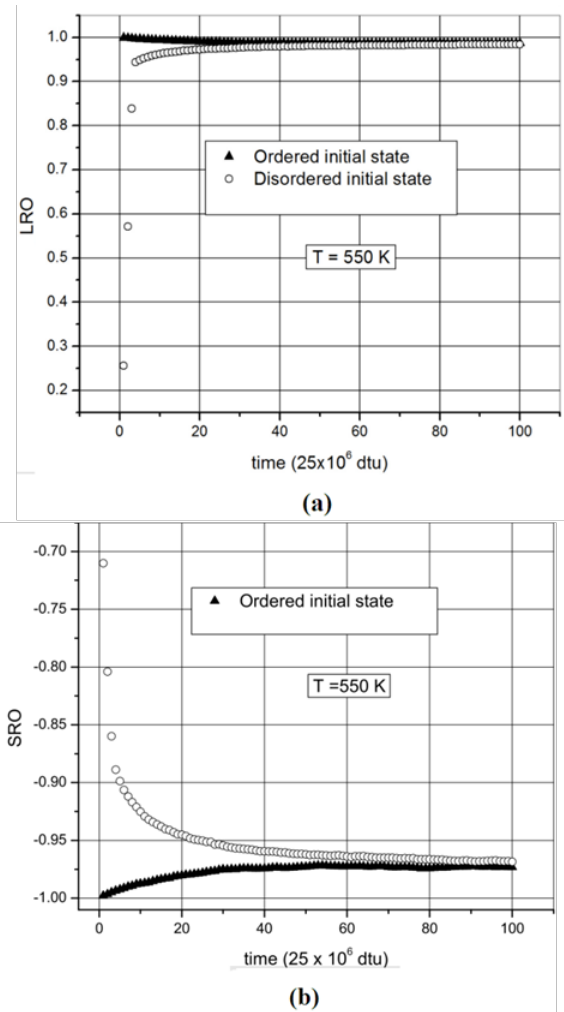 1.0
0.9
0.8
0.7
0.6
0.5
0.4
0.3
0.2
LRO
▲ Ordered initial state
○ Disordered initial state
T = 550 K
0 20 40 60 80 100
time (25x10⁶ dtu)
(a)
-0.70
-0.75
-0.80
-0.85
-0.90
-0.95
-1.00
SRO
▲ Ordered initial state
T =550 K
0 20 40 60 80 100
time (25 x 10⁶ dtu)
(b)